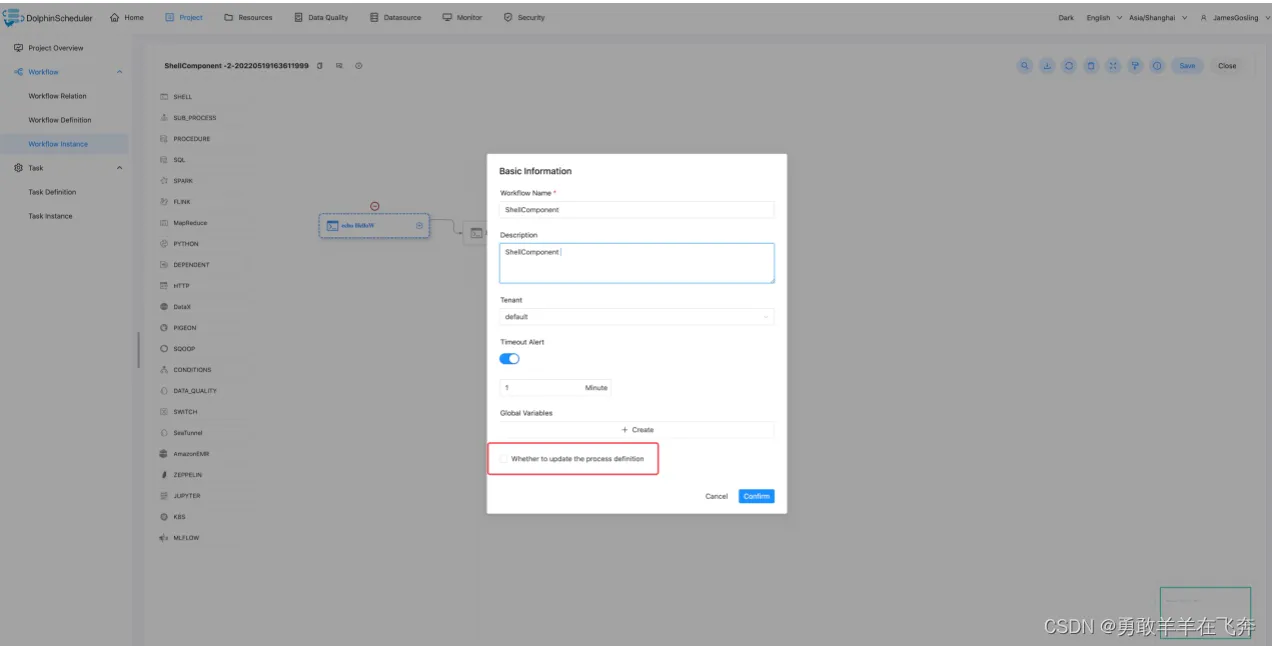 DolphinScheduler Home Project Resources Data Quality Datasource Monitor Security Dark English Asia/Shanghai JamesGosling
Project Overview
Workflow
Workflow Relation
Workflow Definition
Workflow Instance
Task
Task Definition
Task Instance
ShellComponent -2-20220519163611999 Save Close
SHELL
SUB_PROCESS
PROCEDURE
SQL
SPARK
FLINK
MapReduce
PYTHON
DEPENDENT
HTTP
DataX
PIGEON
SQOOP
CONDITIONS
DATA_QUALITY
SWITCH
SeaTunnel
AmazonEMR
ZEPPELIN
JUPYTER
K8S
MLFLOW
Basic Information
Workflow Name *
ShellComponent
Description
ShellComponent
Tenant
default
Timeout Alert
1 Minute
Global Variables
+ Create
Whether to update the process definition
Cancel Confirm
CSDN @勇敢羊羊在飞奔